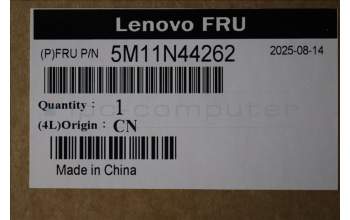 Lenovo FRU
(P)FRU P/N 5M11N44262 2025-08-14
Quantity : 1
(4L)Origin : CN
Made in China